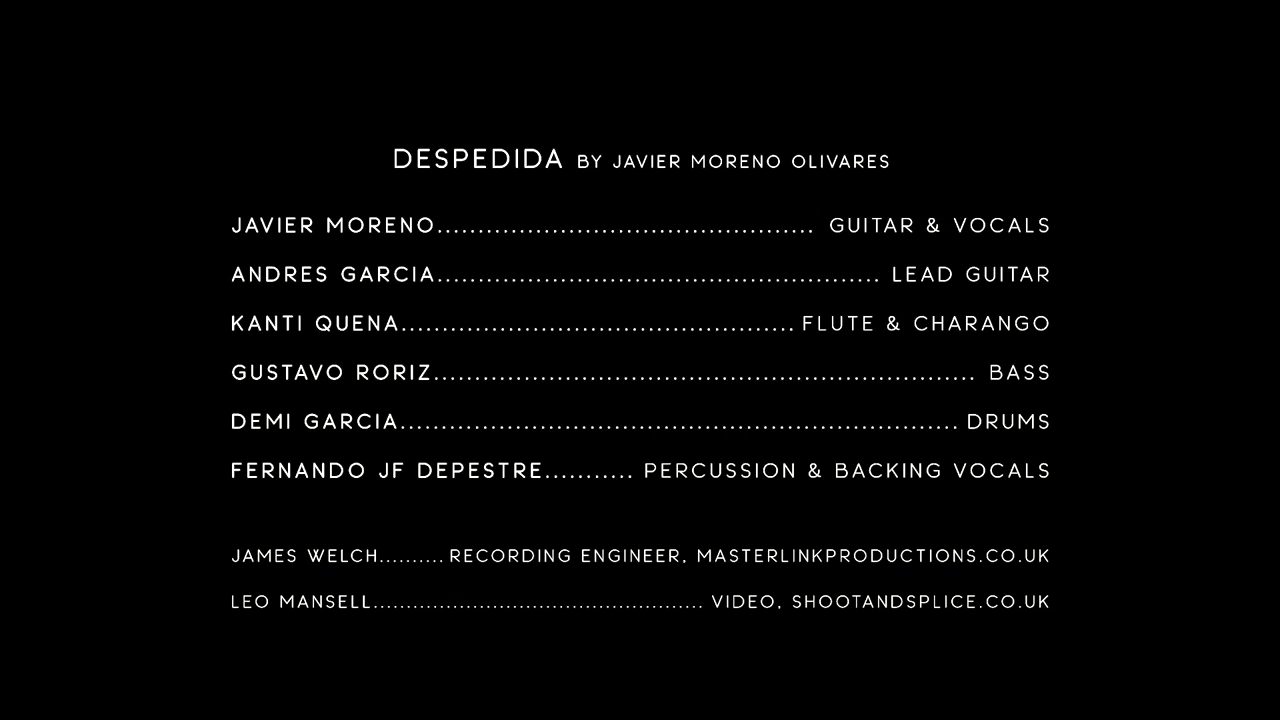 DESPEDIDA BY JAVIER MORENO OLIVARES
JAVIER MORENO.............................................. GUITAR & VOCALS
ANDRES GARCIA...................................................... LEAD GUITAR
KANTI QUENA................................................ FLUTE & CHARANGO
GUSTAVO RORIZ.................................................................. BASS
DEMI GARCIA.................................................................... DRUMS
FERNANDO JF DEPESTRE........... PERCUSSION & BACKING VOCALS
JAMES WELCH.......... RECORDING ENGINEER, MASTERLINKPRODUCTIONS.CO.UK
LEO MANSELL.................................................. VIDEO, SHOOTANDSPLICE.CO.UK